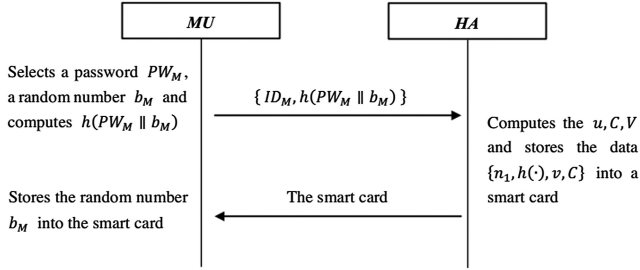 MU
HA
Selects a password PW_M,
a random number b_M and
computes h(PW_M ∥ b_M)
{ ID_M, h(PW_M ∥ b_M) }
Computes the u, C, V
and stores the data
{n_1, h(·), v, C} into a
smart card
Stores the random number
b_M into the smart card
The smart card